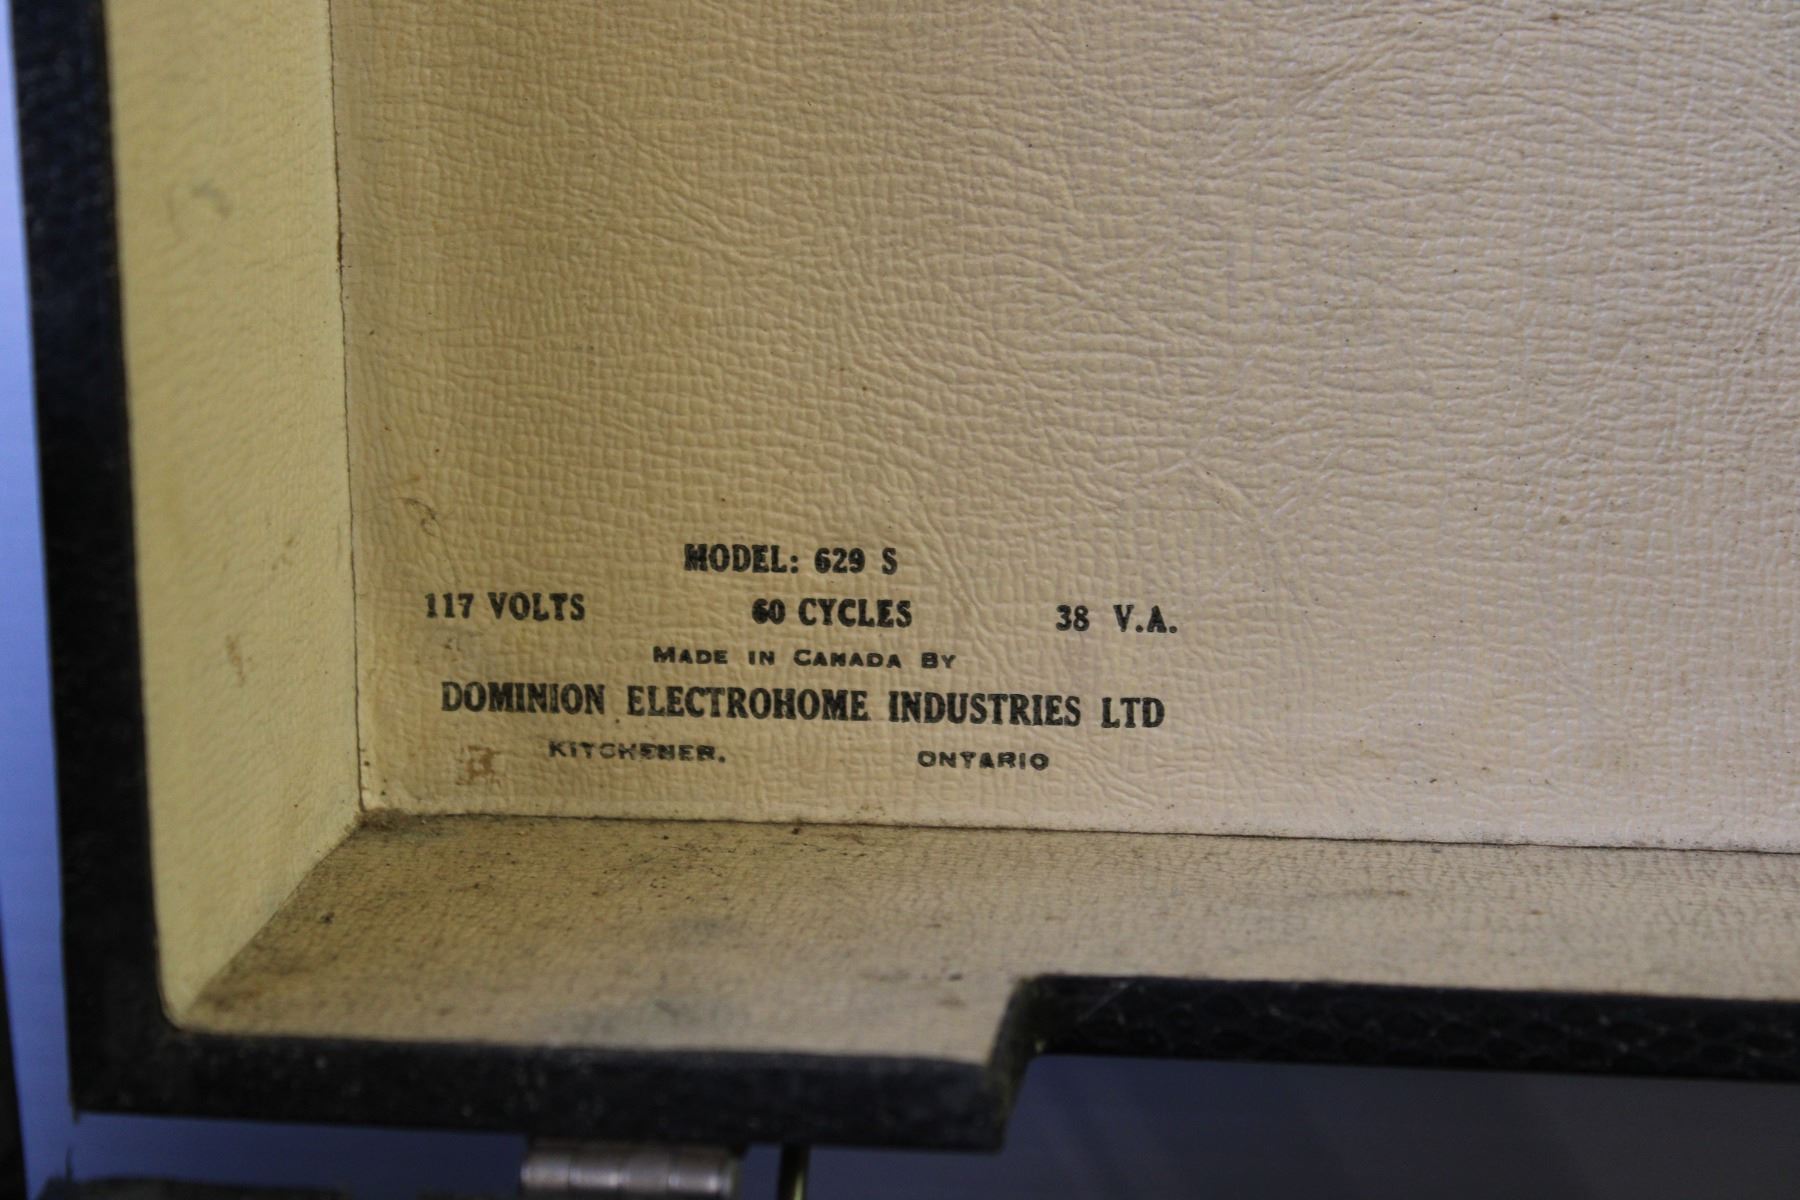 MODEL: 629 S
117 VOLTS 60 CYCLES 38 V.A.
MADE IN CANADA BY
DOMINION ELECTROHOME INDUSTRIES LTD
KITCHENER, ONTARIO